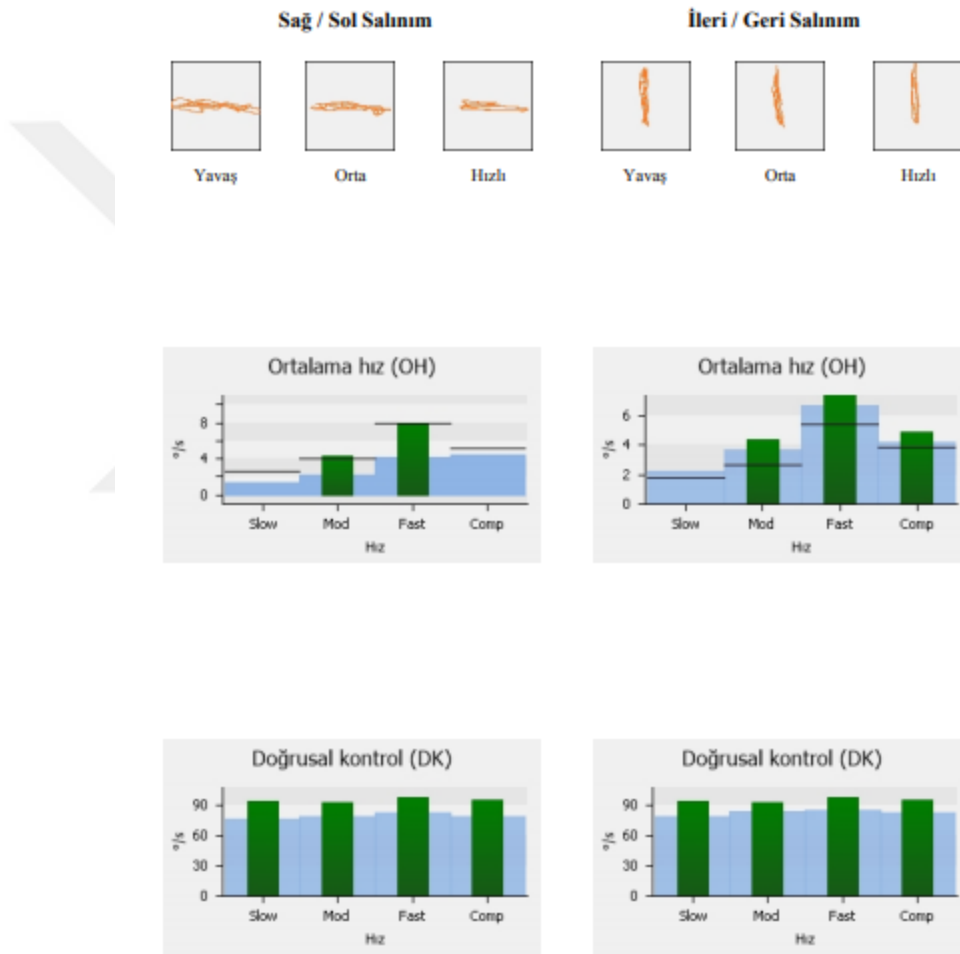 Sağ / Sol Salınım
İleri / Geri Salınım
Yavaş
Orta
Hızlı
Yavaş
Orta
Hızlı
Ortalama hız (OH)
8
4
0
°/s
Slow Mod Fast Comp
Hız
Ortalama hız (OH)
6
4
2
0
°/s
Slow Mod Fast Comp
Hız
Doğrusal kontrol (DK)
90
60
30
0
°/s
Slow Mod Fast Comp
Hız
Doğrusal kontrol (DK)
90
60
30
0
°/s
Slow Mod Fast Comp
Hız